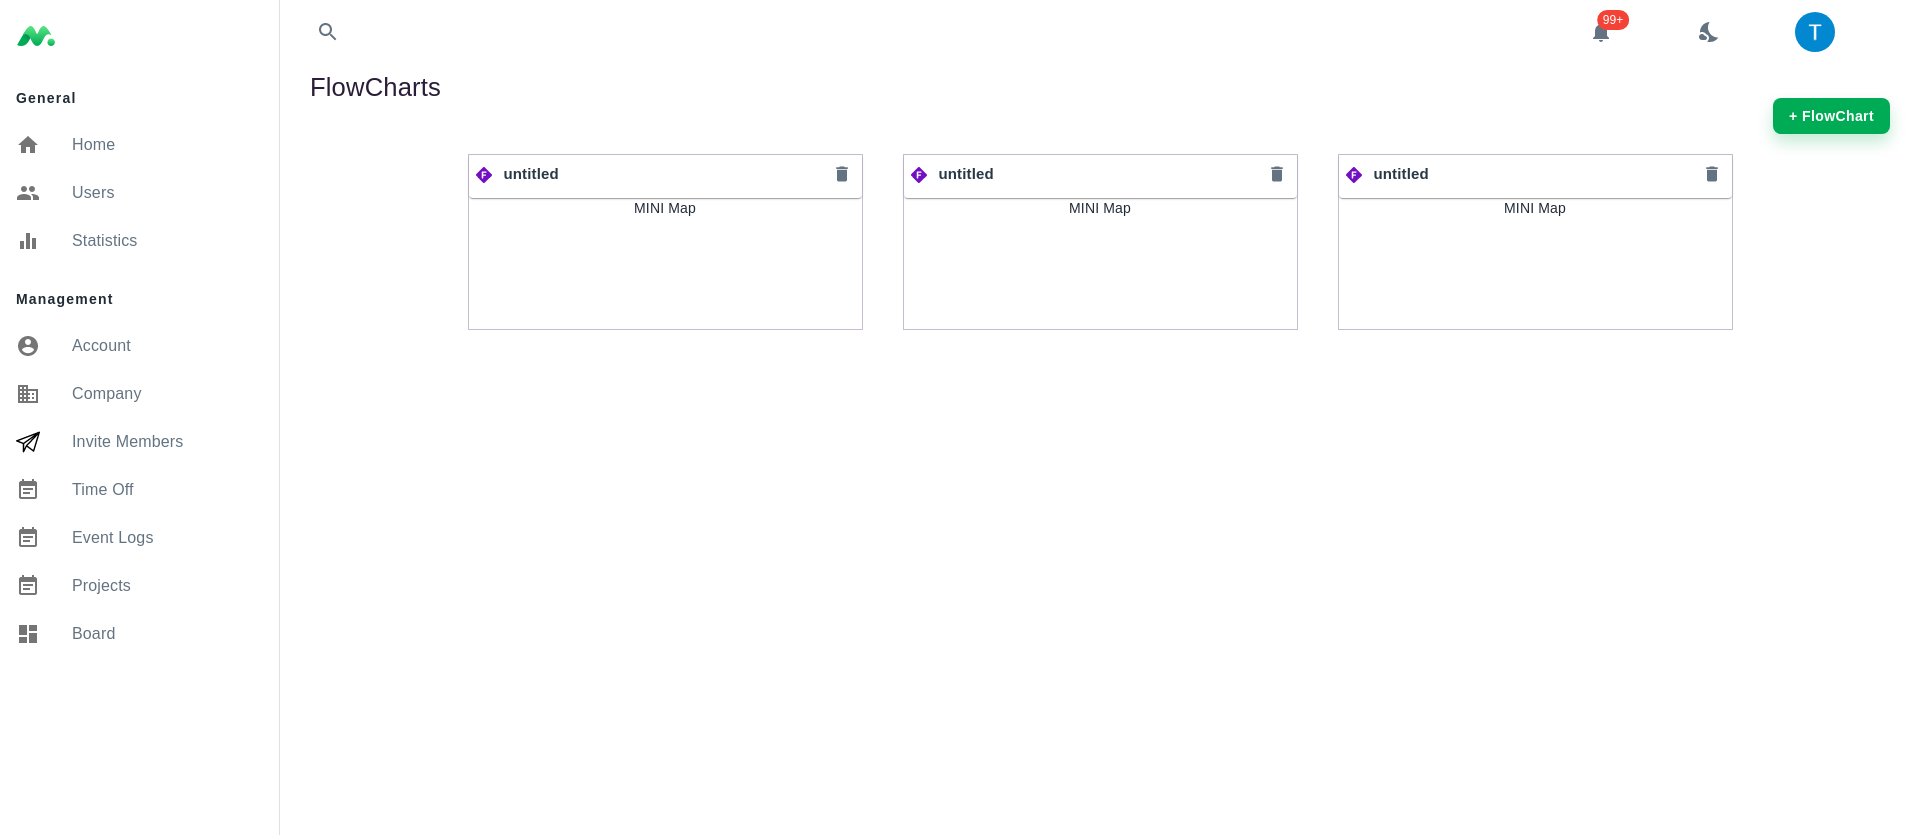 General
Home
Users
Statistics
Management
Account
Company
Invite Members
Time Off
Event Logs
Projects
Board
99+
T
FlowCharts
+ FlowChart
F untitled
MINI Map
F untitled
MINI Map
F untitled
MINI Map